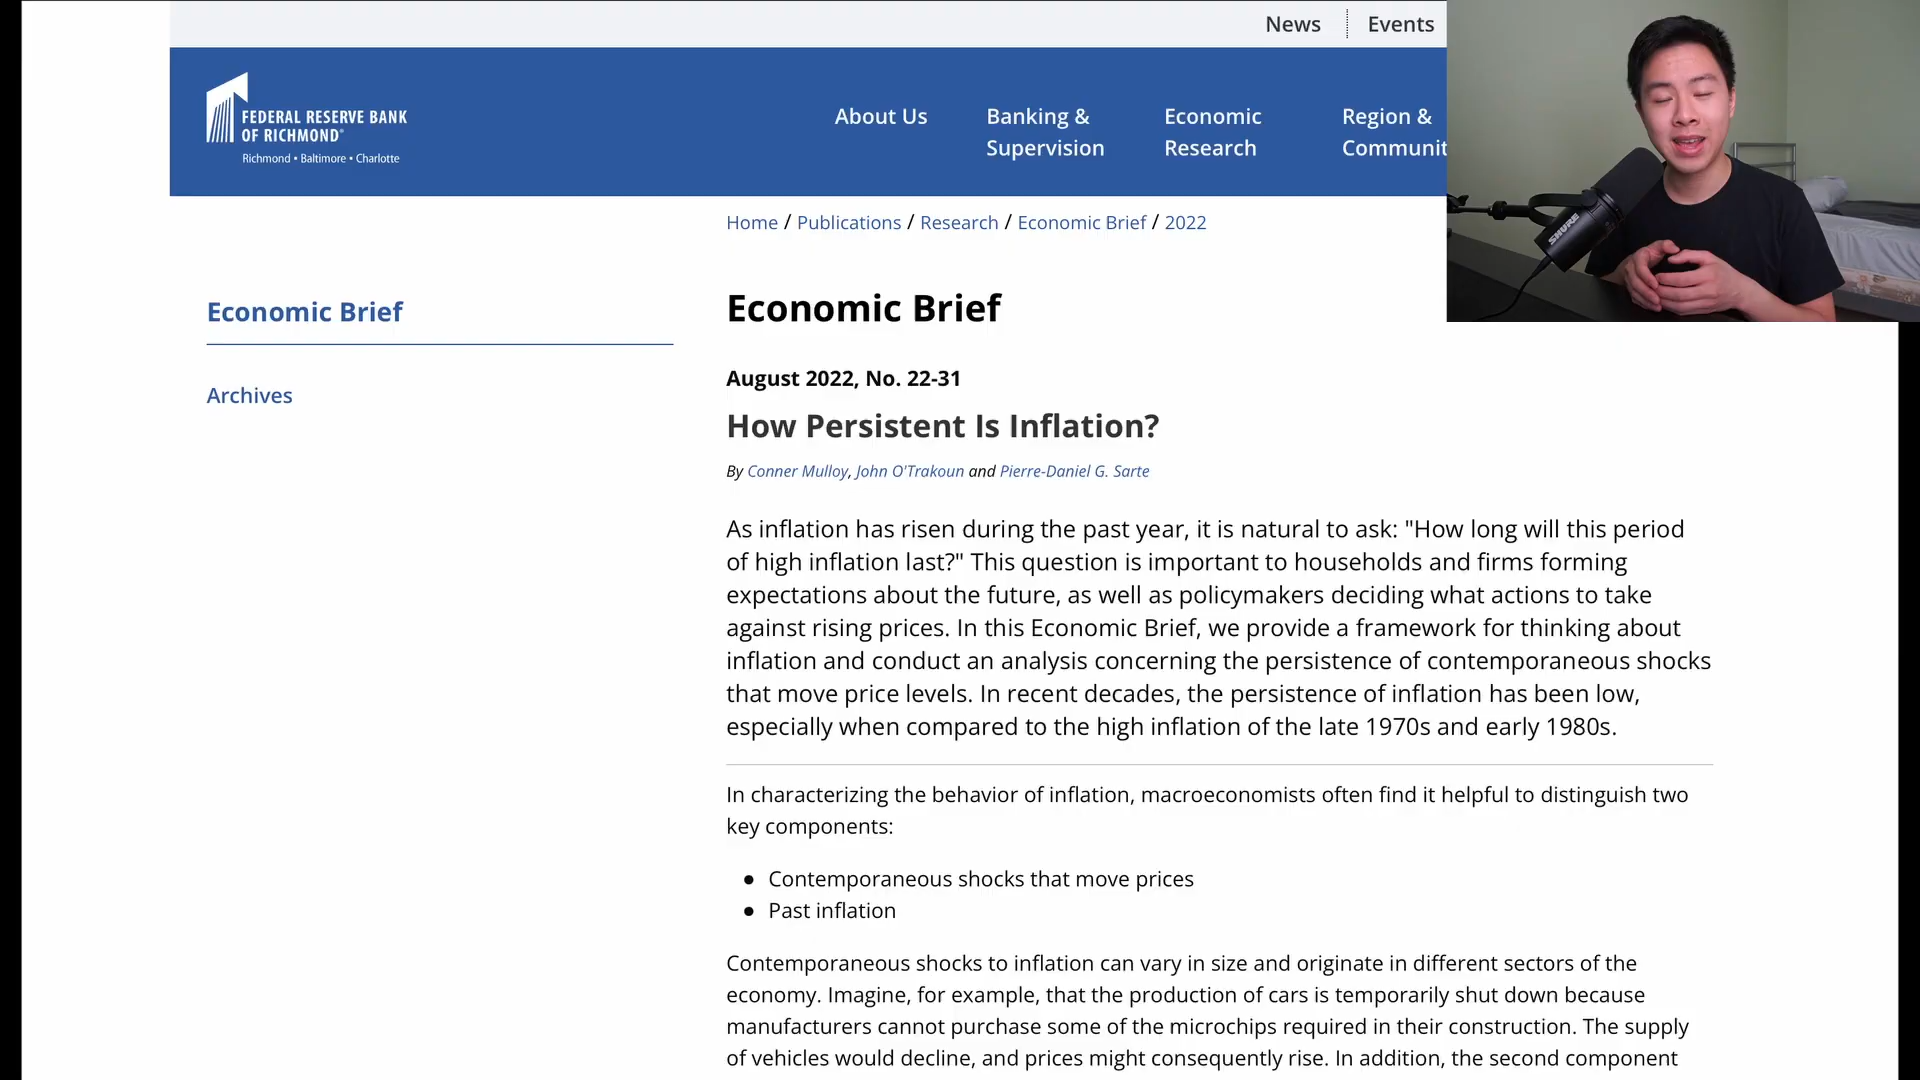 News
Events
FEDERAL RESERVE BANK
OF RICHMOND®
Richmond • Baltimore • Charlotte
About Us
Banking &
Supervision
Economic
Research
Region &
Communit
SHURE
Home / Publications / Research / Economic Brief / 2022
Economic Brief
Archives
Economic Brief
August 2022, No. 22-31
How Persistent Is Inflation?
By Conner Mulloy, John O'Trakoun and Pierre-Daniel G. Sarte
As inflation has risen during the past year, it is natural to ask: "How long will this period
of high inflation last?" This question is important to households and firms forming
expectations about the future, as well as policymakers deciding what actions to take
against rising prices. In this Economic Brief, we provide a framework for thinking about
inflation and conduct an analysis concerning the persistence of contemporaneous shocks
that move price levels. In recent decades, the persistence of inflation has been low,
especially when compared to the high inflation of the late 1970s and early 1980s.
In characterizing the behavior of inflation, macroeconomists often find it helpful to distinguish two
key components:
● Contemporaneous shocks that move prices
● Past inflation
Contemporaneous shocks to inflation can vary in size and originate in different sectors of the
economy. Imagine, for example, that the production of cars is temporarily shut down because
manufacturers cannot purchase some of the microchips required in their construction. The supply
of vehicles would decline, and prices might consequently rise. In addition, the second component